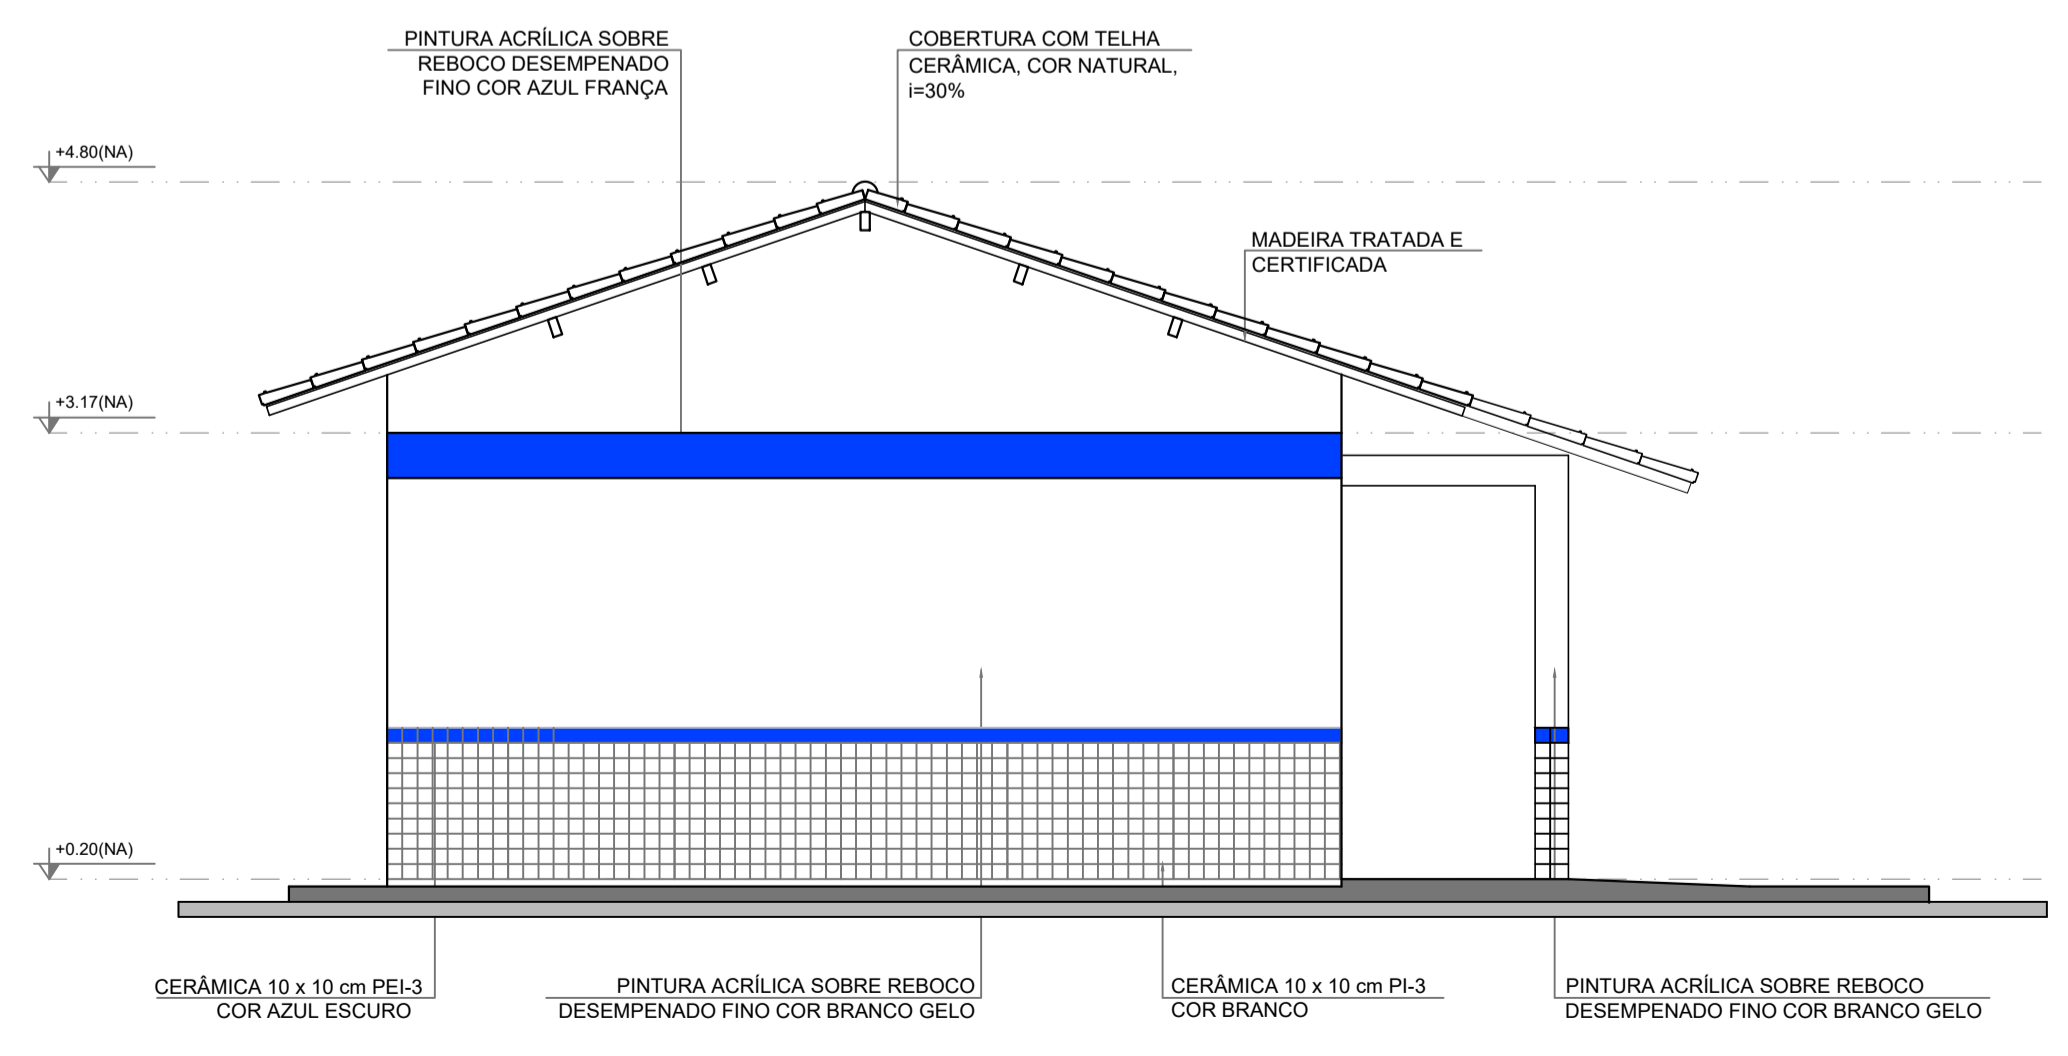 PINTURA ACRÍLICA SOBRE
REBOCO DESEMPENADO
FINO COR AZUL FRANÇA
COBERTURA COM TELHA
CERÂMICA, COR NATURAL,
i=30%
+4.80(NA)
MADEIRA TRATADA E
CERTIFICADA
+3.17(NA)
+0.20(NA)
CERÂMICA 10 x 10 cm PEI-3
COR AZUL ESCURO
PINTURA ACRÍLICA SOBRE REBOCO
DESEMPENADO FINO COR BRANCO GELO
CERÂMICA 10 x 10 cm PI-3
COR BRANCO
PINTURA ACRÍLICA SOBRE REBOCO
DESEMPENADO FINO COR BRANCO GELO